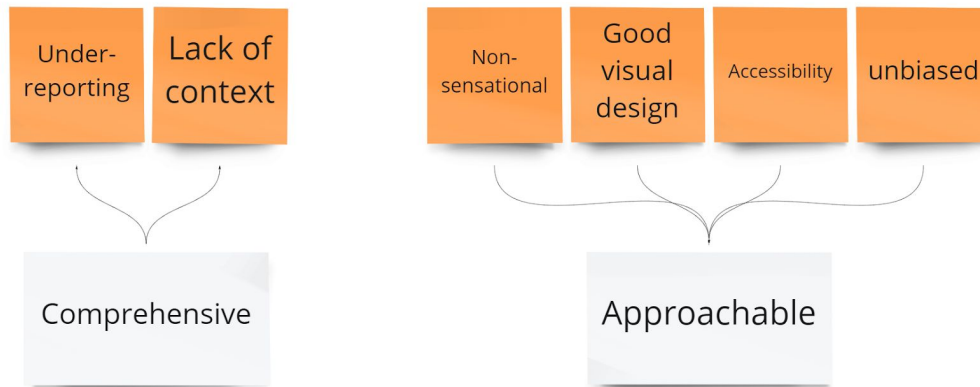 Under-
reporting
Lack of
context
Non-
sensational
Good
visual
design
Accessibility
unbiased
Comprehensive
Approachable